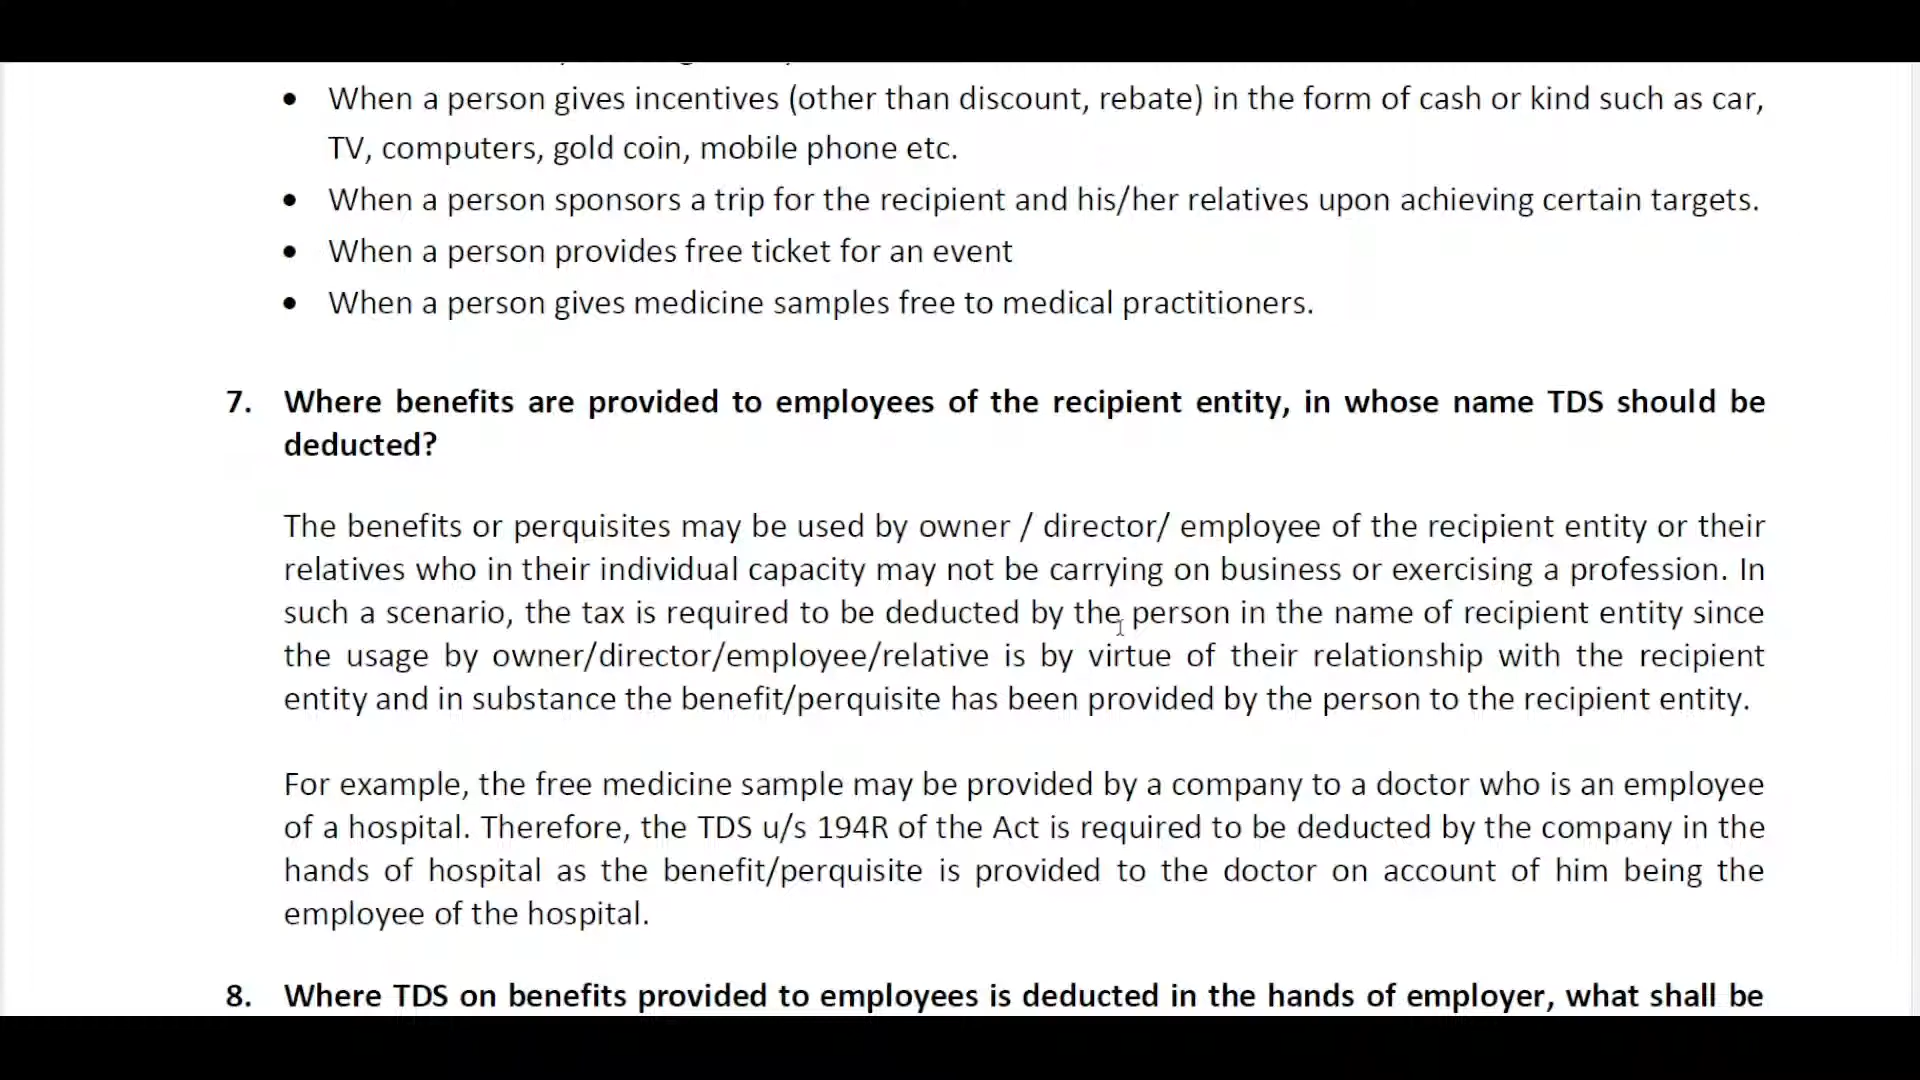 • When a person gives incentives (other than discount, rebate) in the form of cash or kind such as car,
TV, computers, gold coin, mobile phone etc.
• When a person sponsors a trip for the recipient and his/her relatives upon achieving certain targets.
• When a person provides free ticket for an event
• When a person gives medicine samples free to medical practitioners.
7. Where benefits are provided to employees of the recipient entity, in whose name TDS should be
deducted?
The benefits or perquisites may be used by owner / director/ employee of the recipient entity or their
relatives who in their individual capacity may not be carrying on business or exercising a profession. In
such a scenario, the tax is required to be deducted by the person in the name of recipient entity since
the usage by owner/director/employee/relative is by virtue of their relationship with the recipient
entity and in substance the benefit/perquisite has been provided by the person to the recipient entity.
For example, the free medicine sample may be provided by a company to a doctor who is an employee
of a hospital. Therefore, the TDS u/s 194R of the Act is required to be deducted by the company in the
hands of hospital as the benefit/perquisite is provided to the doctor on account of him being the
employee of the hospital.
8. Where TDS on benefits provided to employees is deducted in the hands of employer, what shall be